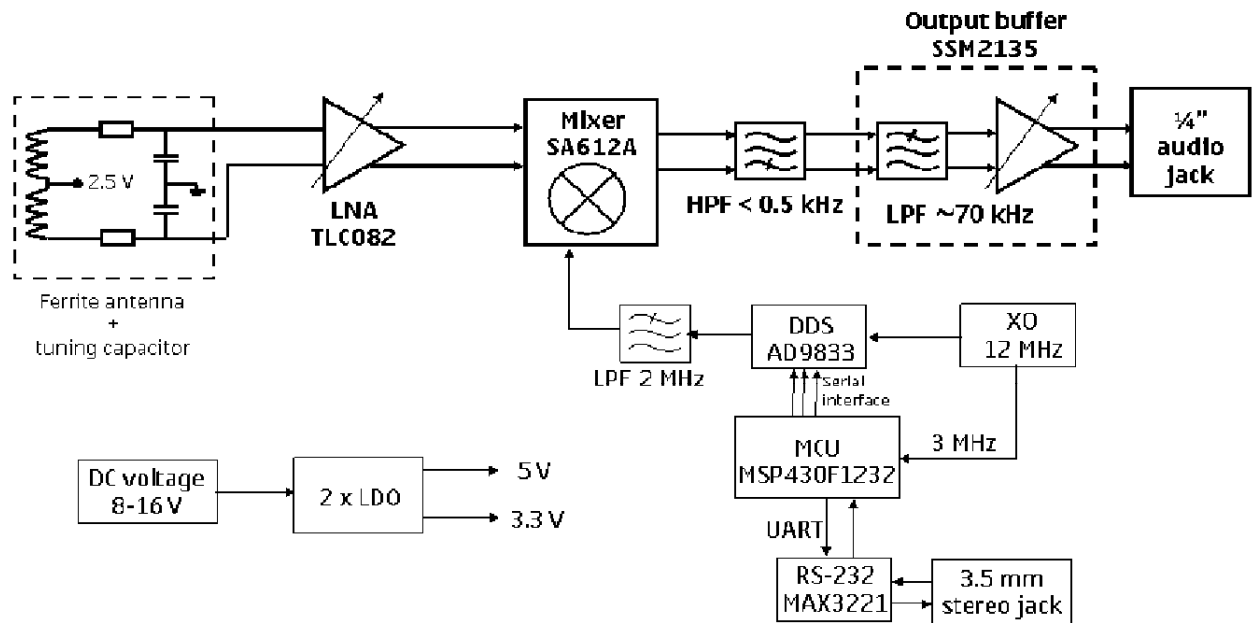 Output buffer
SSM2135
Mixer
SA612A
¼"
audio
jack
2.5 V
LNA
TLC082
HPF < 0.5 kHz
LPF ~70 kHz
Ferrite antenna
+
tuning capacitor
LPF 2 MHz
DDS
AD9833
XO
12 MHz
Serial
interface
MCU
MSP430F1232
3 MHz
DC voltage
8-16 V
2 x LDO
5 V
3.3 V
UART
RS-232
MAX3221
3.5 mm
stereo jack